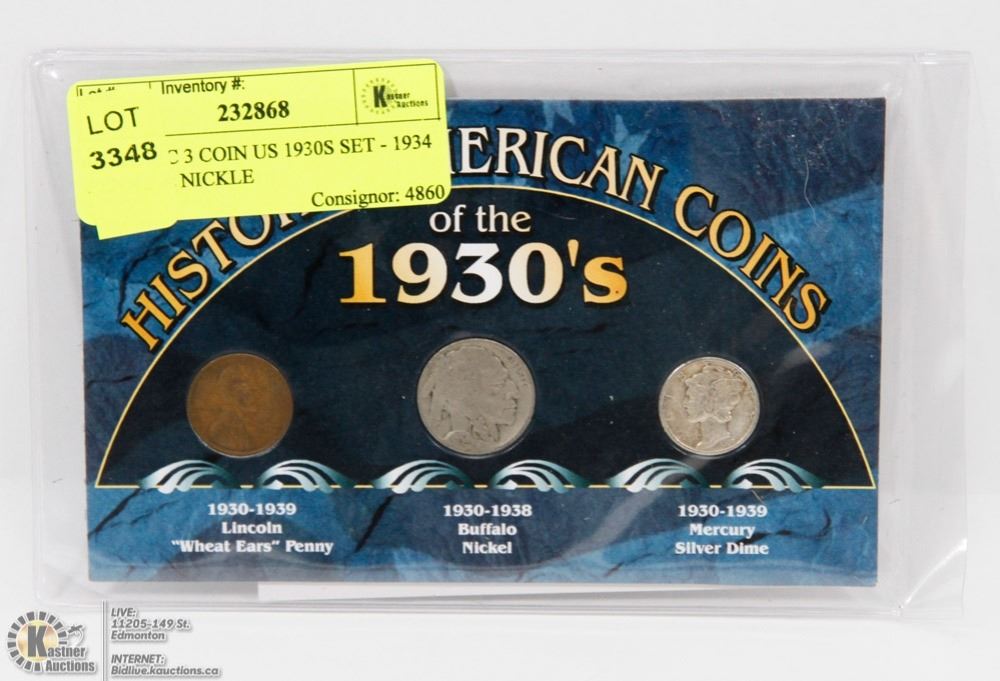 Inventory #:
232868
Kastner Auctions
LOT
3348
C 3 COIN US 1930S SET - 1934
NICKLE
Consignor: 4860
HISTOR ERICAN COINS
of the
1930's
1930-1939
Lincoln
"Wheat Ears" Penny
1930-1938
Buffalo
Nickel
1930-1939
Mercury
Silver Dime
Kastner
Auctions
LIVE:
11205-149 St.
Edmonton
INTERNET:
Bidlive.kauctions.ca